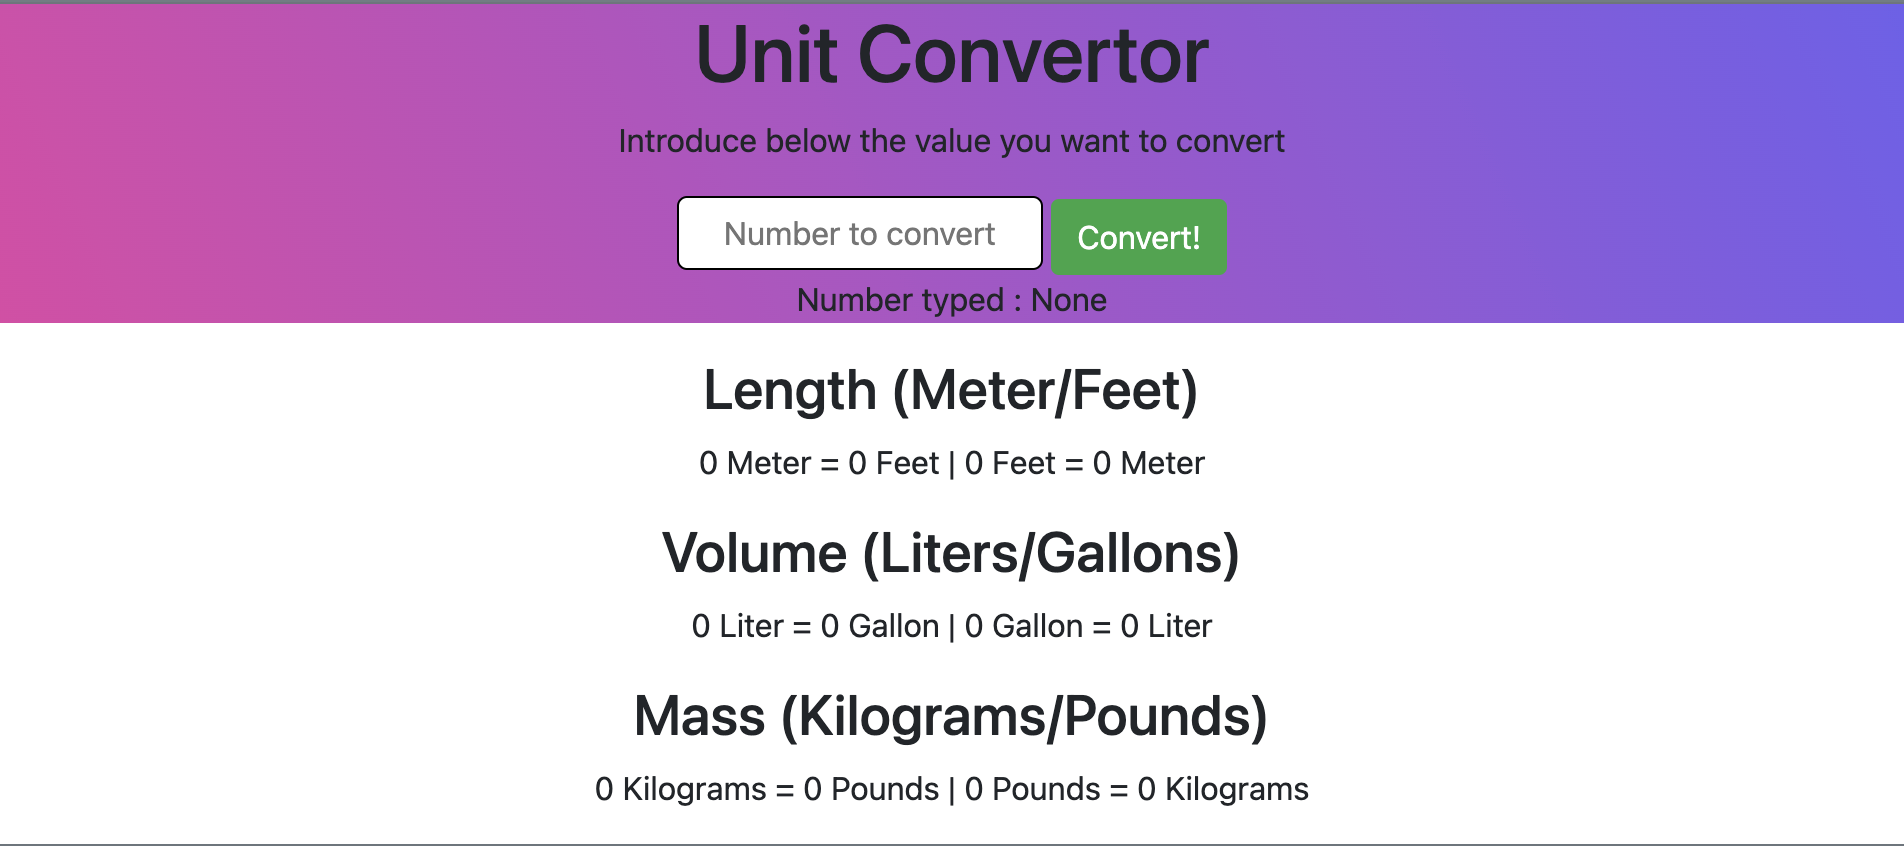 Unit Convertor
Introduce below the value you want to convert
Number to convert
Convert!
Number typed : None
Length (Meter/Feet)
0 Meter = 0 Feet | 0 Feet = 0 Meter
Volume (Liters/Gallons)
0 Liter = 0 Gallon | 0 Gallon = 0 Liter
Mass (Kilograms/Pounds)
0 Kilograms = 0 Pounds | 0 Pounds = 0 Kilograms